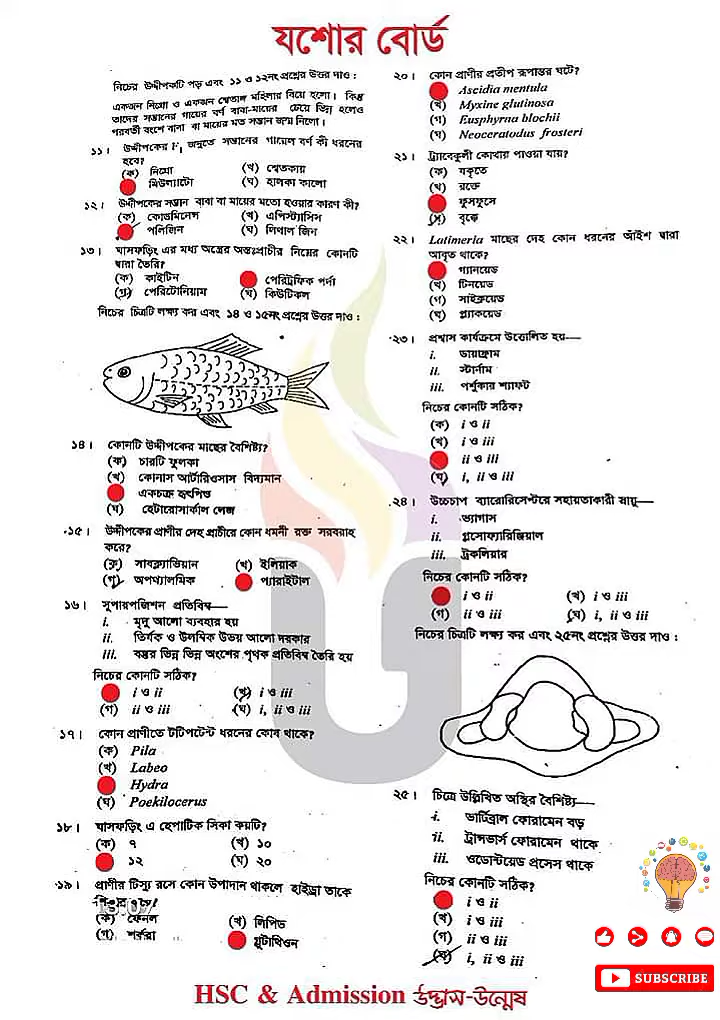 যশোর বোর্ড
নিচের উদ্দীপকটি পড় এবং ১১ ও ১২নং প্রশ্নের উত্তর দাও :
একজন নিগ্রো ও একজন শ্বেতাঙ্গ মহিলার বিয়ে হলো। কিন্তু
তাদের সন্তানের গায়ের বর্ণ বাবা-মায়ের চেয়ে ভিন্ন হলেও
পরবর্তী বংশে বাবা বা মায়ের মত সন্তান জন্ম নিলো।
১১। উদ্দীপকের F₁ জনুতে সন্তানের গায়ের বর্ণ কী ধরনের
হবে?
(ক) নিগ্রো (খ) শ্বেতকায়
মিউল্যাটো (ঘ) হালকা কালো
১২। উদ্দীপকের সন্তান বাবা বা মায়ের মতো হওয়ার কারণ কী?
(ক) কোডমিনেন্স (খ) এপিস্ট্যাসিস
পলিজিন (ঘ) লিথাল জিন
১৩। ঘাসফড়িং এর মধ্য অন্ত্রের অন্তঃপ্রাচীর নিম্নের কোনটি
দ্বারা তৈরি?
(ক) কাইটিন পেরিট্রফিক পর্দা
(গ) পেরিটোনিয়াম (ঘ) কিউটিকল
নিচের চিত্রটি লক্ষ্য কর এবং ১৪ ও ১৫নং প্রশ্নের উত্তর দাও :
১৪। কোনটি উদ্দীপকের মাছের বৈশিষ্ট্য?
(ক) চারটি ফুলকা
(খ) কোনাস আর্টারিওসাস বিদ্যমান
একচক্র হৃৎপিণ্ড
(ঘ) হেটারোসার্কাল লেজ
১৫। উদ্দীপকের প্রাণীর দেহ প্রাচীরে কোন ধমনী রক্ত সরবরাহ
করে?
(ক) সাবক্ল্যাভিয়ান (খ) ইলিয়াক
(গ) অপথ্যালমিক প্যারাইটাল
১৬। সুপারপজিশন প্রতিবিম্ব—
i. মৃদু আলো ব্যবহার হয়
ii. তির্যক ও উলম্বিক উভয় আলো দরকার
iii. বস্তুর ভিন্ন ভিন্ন অংশের পৃথক প্রতিবিম্ব তৈরি হয়
নিচের কোনটি সঠিক?
i ও ii (খ) i ও iii
(গ) ii ও iii (ঘ) i, ii ও iii
১৭। কোন প্রাণীতে টটিপটেন্ট ধরনের কোষ থাকে?
(ক) Pila
(খ) Labeo
Hydra
(ঘ) Poekilocerus
১৮। ঘাসফড়িং এ হেপাটিক সিকা কয়টি?
(ক) ৭ (খ) ১০
১২ (ঘ) ২০
১৯। প্রাণীর টিস্যু রসে কোন উপাদান থাকলে হাইড্রা তাকে
(ক) ফেনল (খ) লিপিড
(গ) শর্করা গ্লুটাথিওন
২০। কোন প্রাণীর প্রতীপ রূপান্তর ঘটে?
Ascidia mentula
(খ) Myxine glutinosa
(গ) Eusphyrna blochii
(ঘ) Neoceratodus frosteri
২১। ট্র্যাবেকুলী কোথায় পাওয়া যায়?
(ক) যকৃতে
(খ) রক্তে
ফুসফুসে
(ঘ) বৃক্কে
২২। Latimeria মাছের দেহ কোন ধরনের আঁইশ দ্বারা
আবৃত থাকে?
গ্যানয়েড
(খ) টিনয়েড
(গ) সাইক্লয়েড
(ঘ) প্ল্যাকয়েড
২৩। প্রশ্বাস কার্যক্রমে উত্তোলিত হয়—
i. ডায়াফ্রাম
ii. স্টার্নাম
iii. পর্শুকার শ্যাফট
নিচের কোনটি সঠিক?
(ক) i ও ii
(খ) i ও iii
ii ও iii
(ঘ) i, ii ও iii
২৪। উচ্চচাপ ব্যারোরিসেপ্টরে সহায়তাকারী স্নায়ু—
i. ভ্যাগাস
ii. গ্লসোফ্যারিঞ্জিয়াল
iii. ট্রকলিয়ার
নিচের কোনটি সঠিক?
i ও ii (খ) i ও iii
(গ) ii ও iii (ঘ) i, ii ও iii
নিচের চিত্রটি লক্ষ্য কর এবং ২৫নং প্রশ্নের উত্তর দাও :
২৫। চিত্রে উল্লিখিত অস্থির বৈশিষ্ট্য—
i. ভার্টিব্রাল ফোরামেন বড়
ii. ট্রান্সভার্স ফোরামেন থাকে
iii. ওডোন্টয়েড প্রসেস থাকে
নিচের কোনটি সঠিক?
i ও ii
(খ) i ও iii
(গ) ii ও iii
(ঘ) i, ii ও iii
SUBSCRIBE
HSC & Admission উদ্ভাস-উন্মেষ